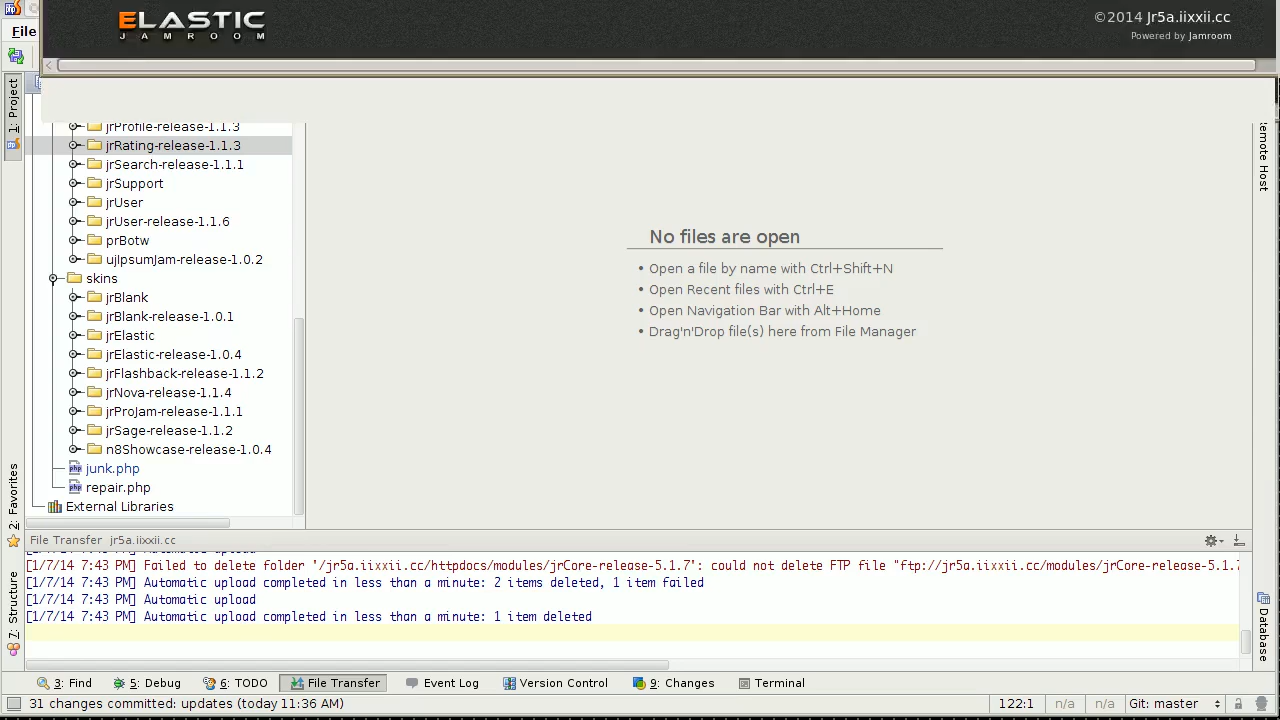 ELASTIC
JAMROOM
©2014 Jr5a.iixxii.cc
Powered by Jamroom
File
1: Project
jrProfile-release-1.1.3
jrRating-release-1.1.3
jrSearch-release-1.1.1
jrSupport
jrUser
jrUser-release-1.1.6
prBotw
ujIpsumJam-release-1.0.2
skins
jrBlank
jrBlank-release-1.0.1
jrElastic
jrElastic-release-1.0.4
jrFlashback-release-1.1.2
jrNova-release-1.1.4
jrProJam-release-1.1.1
jrSage-release-1.1.2
n8Showcase-release-1.0.4
junk.php
repair.php
External Libraries
No files are open
• Open a file by name with Ctrl+Shift+N
• Open Recent files with Ctrl+E
• Open Navigation Bar with Alt+Home
• Drag'n'Drop file(s) here from File Manager
Remote Host
Database
2: Favorites
7: Structure
File Transfer jr5a.iixxii.cc
[1/7/14 7:43 PM] Automatic upload
[1/7/14 7:43 PM] Failed to delete folder '/jr5a.iixxii.cc/httpdocs/modules/jrCore-release-5.1.7': could not delete FTP file "ftp://jr5a.iixxii.cc/modules/jrCore-release-5.1.7
[1/7/14 7:43 PM] Automatic upload completed in less than a minute: 2 items deleted, 1 item failed
[1/7/14 7:43 PM] Automatic upload
[1/7/14 7:43 PM] Automatic upload completed in less than a minute: 1 item deleted
3: Find 5: Debug 6: TODO File Transfer Event Log Version Control 9: Changes Terminal
31 changes committed: updates (today 11:36 AM) 122:1 n/a n/a Git: master